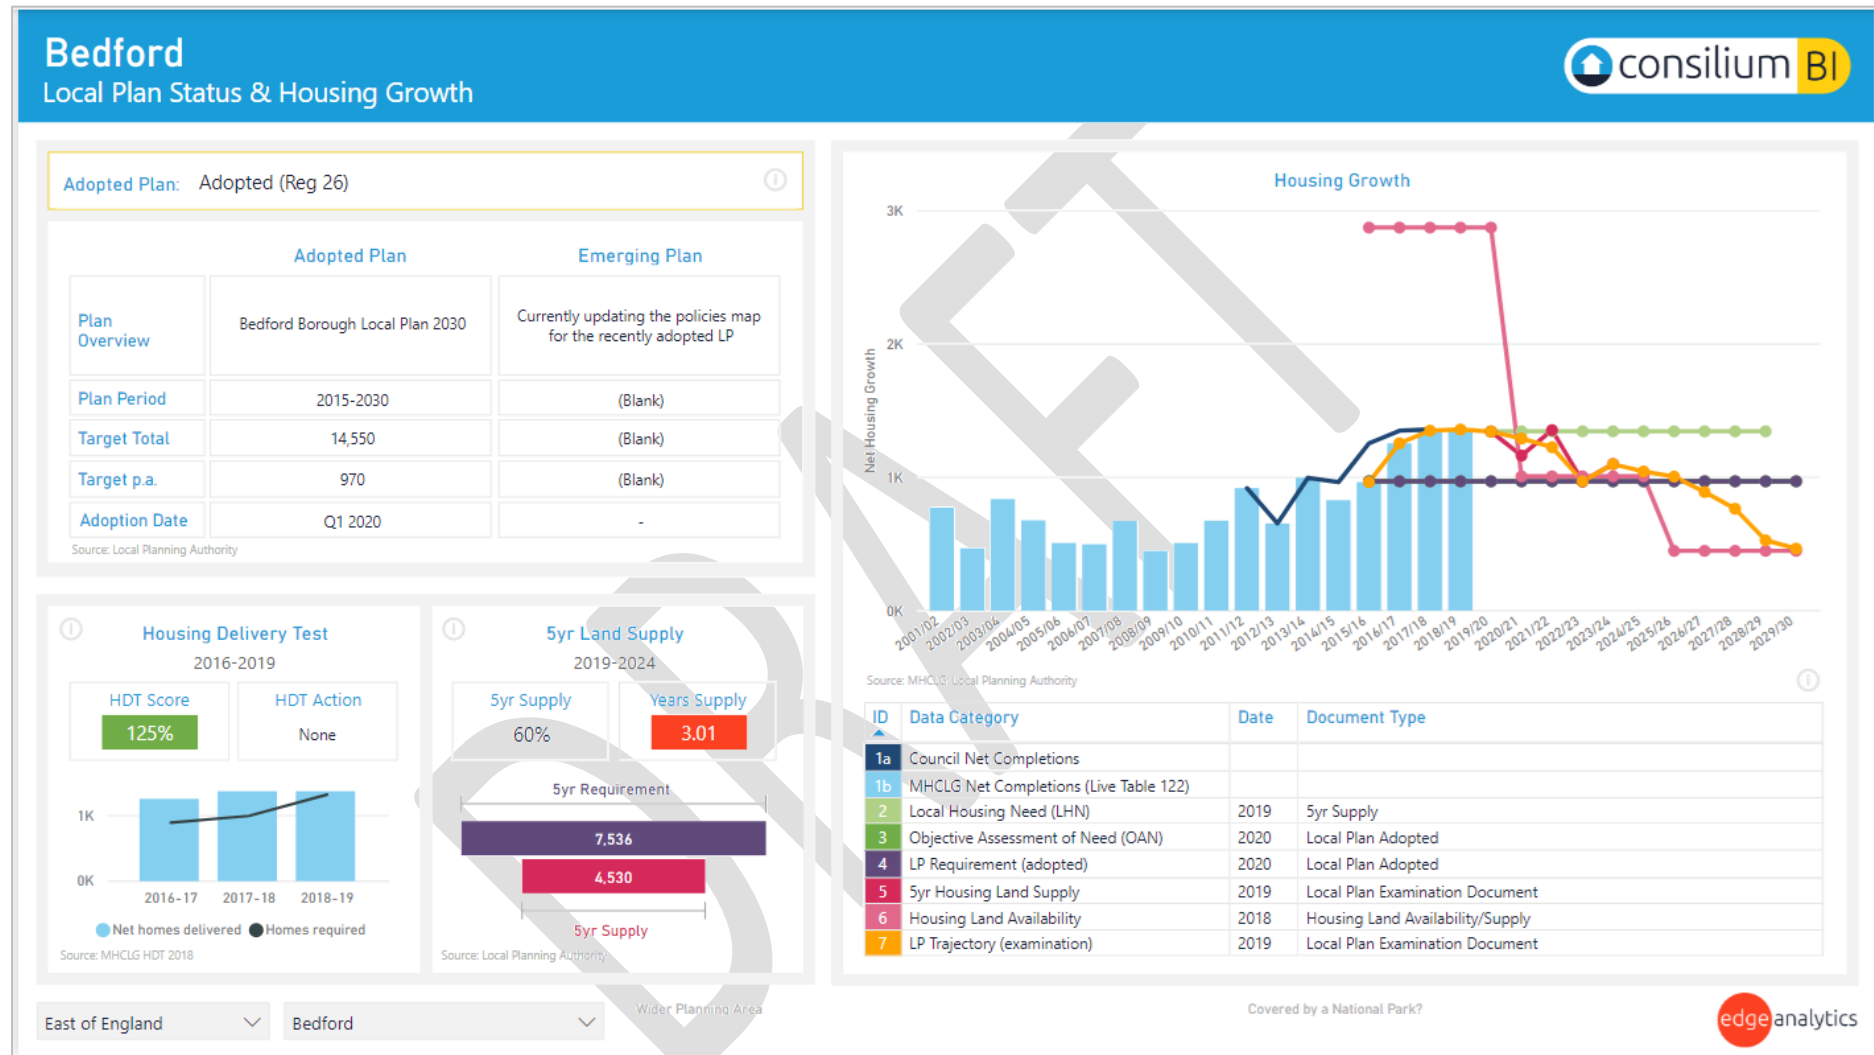 Bedford
Local Plan Status & Housing Growth
consilium BI
DRAFT
Adopted Plan: Adopted (Reg 26)
Adopted Plan Emerging Plan
Plan Overview
Bedford Borough Local Plan 2030
Currently updating the policies map
for the recently adopted LP
Plan Period 2015-2030 (Blank)
Target Total 14,550 (Blank)
Target p.a. 970 (Blank)
Adoption Date Q1 2020 -
Source: Local Planning Authority
Housing Delivery Test
2016-2019
HDT Score HDT Action
125% None
1K
0K
2016-17 2017-18 2018-19
Net homes delivered Homes required
Source: MHCLG HDT 2018
5yr Land Supply
2019-2024
5yr Supply Years Supply
60% 3.01
5yr Requirement
7,536
4,530
5yr Supply
Source: Local Planning Authority
Housing Growth
Net Housing Growth
3K
2K
1K
0K
2001/02 2002/03 2003/04 2004/05 2005/06 2006/07 2007/08 2008/09 2009/10 2010/11 2011/12 2012/13 2013/14 2014/15 2015/16 2016/17 2017/18 2018/19 2019/20 2020/21 2021/22 2022/23 2023/24 2024/25 2025/26 2026/27 2027/28 2028/29 2029/30
Source: MHCLG; Local Planning Authority
ID Data Category Date Document Type
1a Council Net Completions
1b MHCLG Net Completions (Live Table 122)
2 Local Housing Need (LHN) 2019 5yr Supply
3 Objective Assessment of Need (OAN) 2020 Local Plan Adopted
4 LP Requirement (adopted) 2020 Local Plan Adopted
5 5yr Housing Land Supply 2019 Local Plan Examination Document
6 Housing Land Availability 2018 Housing Land Availability/Supply
7 LP Trajectory (examination) 2019 Local Plan Examination Document
East of England
Bedford
Wider Planning Area
Covered by a National Park?
edgeanalytics